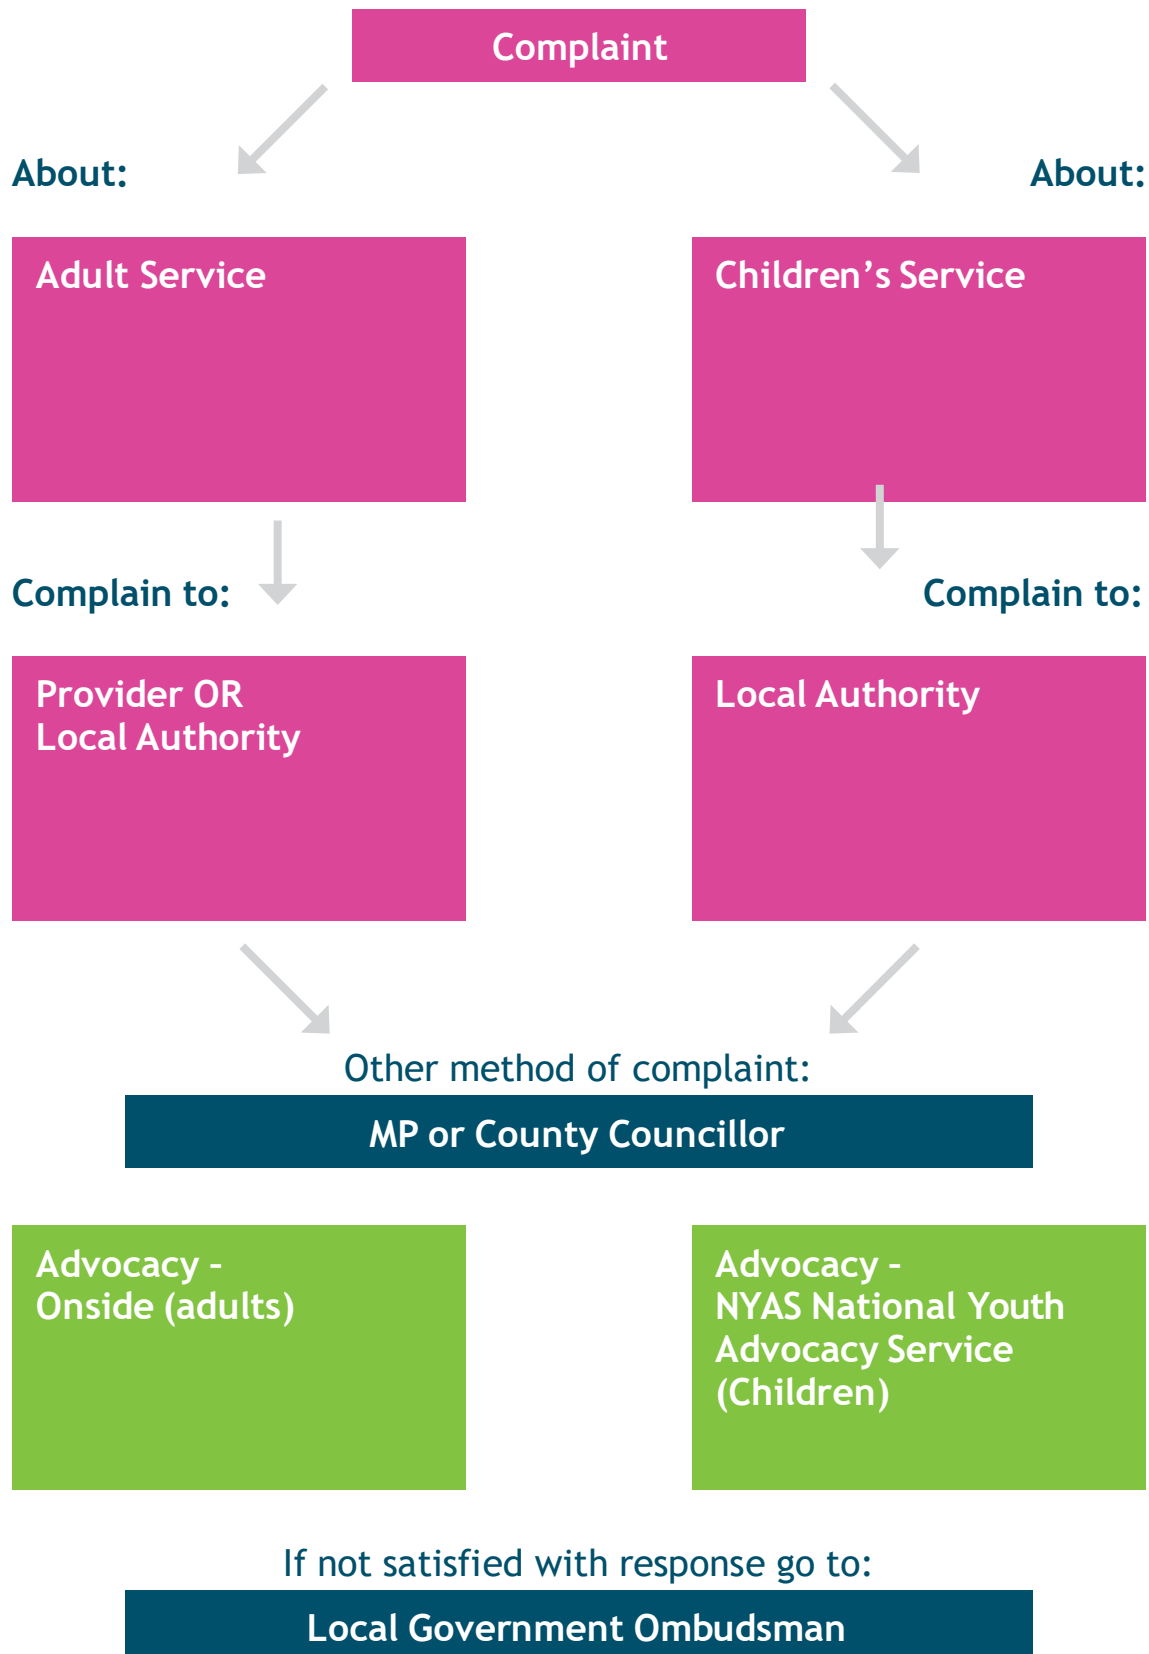 Complaint
About:
About:
Adult Service
Children’s Service
Complain to:
Complain to:
Provider OR
Local Authority
Local Authority
Other method of complaint:
MP or County Councillor
Advocacy –
Onside (adults)
Advocacy –
NYAS National Youth
Advocacy Service
(Children)
If not satisfied with response go to:
Local Government Ombudsman